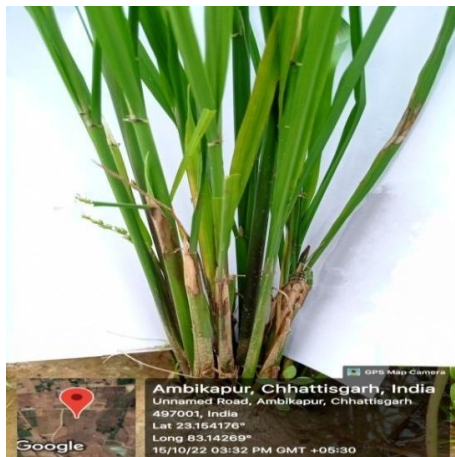 GPS Map Camera
Ambikapur, Chhattisgarh, India
Unnamed Road, Ambikapur, Chhattisgarh
497001, India
Lat 23.154176°
Long 83.14269°
15/10/22 03:32 PM GMT +05:30
Google